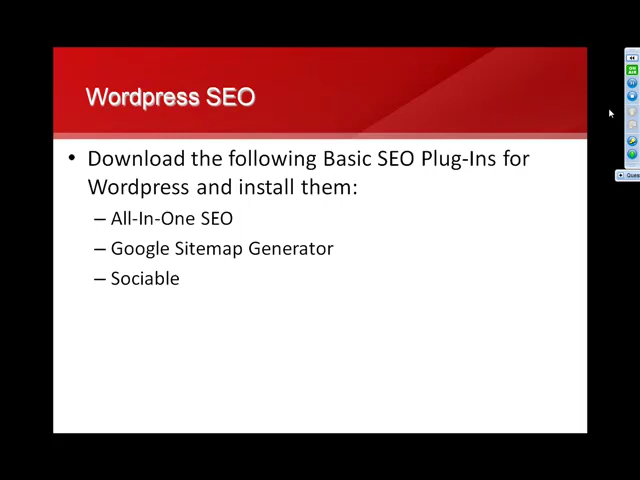 Wordpress SEO
• Download the following Basic SEO Plug-Ins for
Wordpress and install them:
– All-In-One SEO
– Google Sitemap Generator
– Sociable
Ques